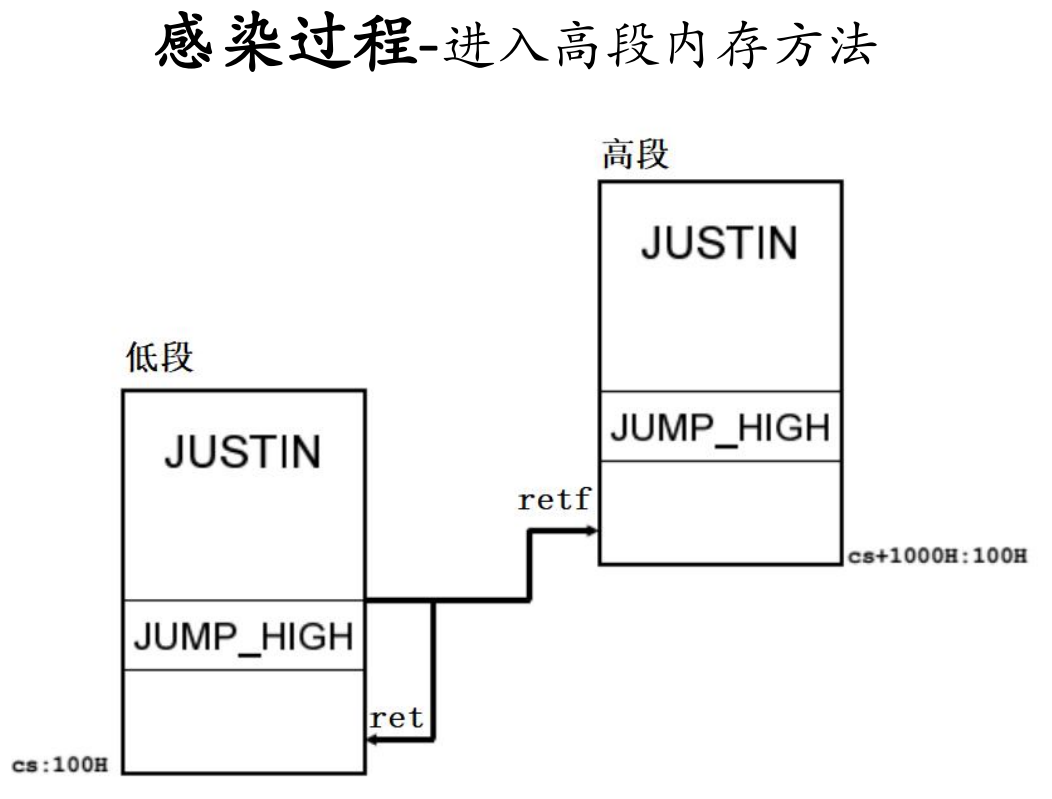 感染过程-进入高段内存方法
高段
JUSTIN
JUMP_HIGH
retf
cs+1000H:100H
低段
JUSTIN
JUMP_HIGH
ret
cs:100H